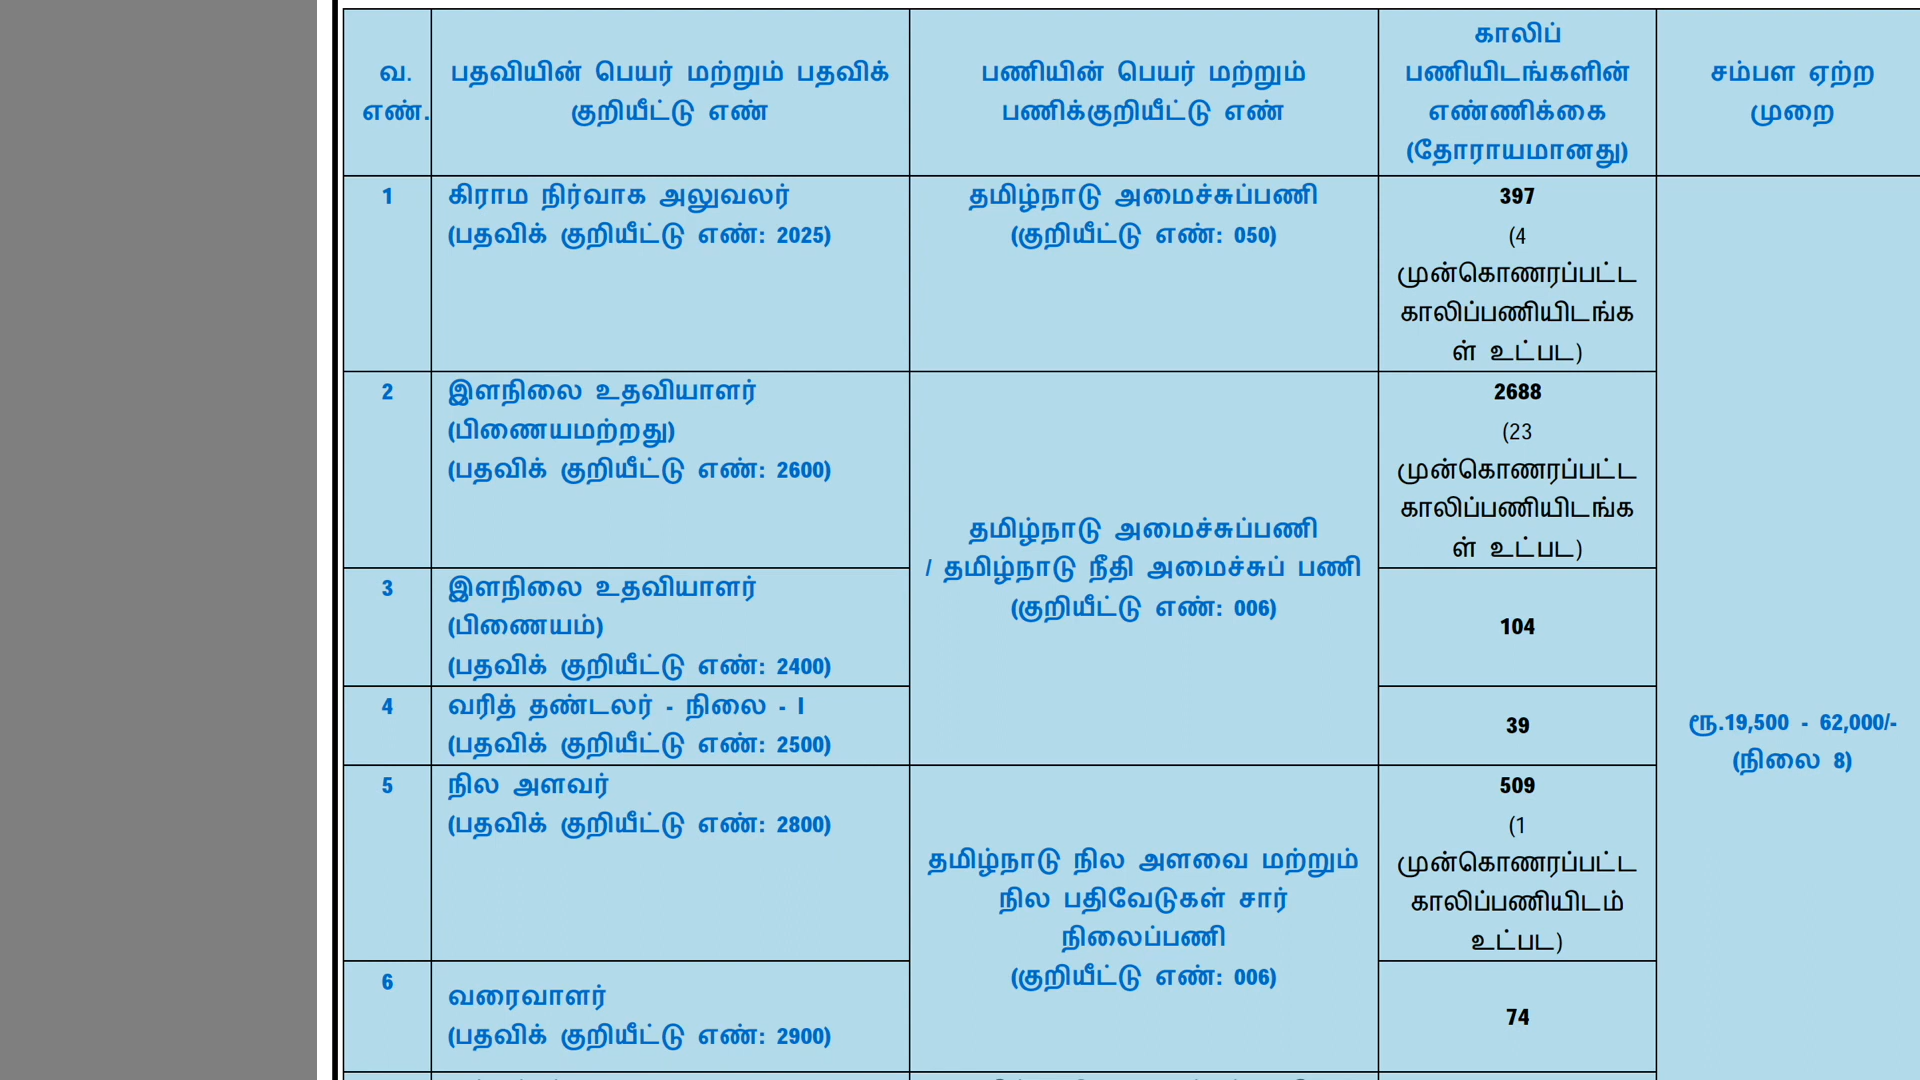 வ.
எண்.
பதவியின் பெயர் மற்றும் பதவிக்
குறியீட்டு எண்
பணியின் பெயர் மற்றும்
பணிக்குறியீட்டு எண்
காலிப்
பணியிடங்களின்
எண்ணிக்கை
(தோராயமானது)
சம்பள ஏற்ற
முறை
1
கிராம நிர்வாக அலுவலர்
(பதவிக் குறியீட்டு எண்: 2025)
தமிழ்நாடு அமைச்சுப்பணி
(குறியீட்டு எண்: 050)
397
(4
முன்கொணரப்பட்ட
காலிப்பணியிடங்க
ள் உட்பட)
2
இளநிலை உதவியாளர்
(பிணையமற்றது)
(பதவிக் குறியீட்டு எண்: 2600)
தமிழ்நாடு அமைச்சுப்பணி
/ தமிழ்நாடு நீதி அமைச்சுப் பணி
(குறியீட்டு எண்: 006)
2688
(23
முன்கொணரப்பட்ட
காலிப்பணியிடங்க
ள் உட்பட)
3
இளநிலை உதவியாளர்
(பிணையம்)
(பதவிக் குறியீட்டு எண்: 2400)
104
4
வரித் தண்டலர் - நிலை - I
(பதவிக் குறியீட்டு எண்: 2500)
39
ரூ.19,500 - 62,000/-
(நிலை 8)
5
நில அளவர்
(பதவிக் குறியீட்டு எண்: 2800)
தமிழ்நாடு நில அளவை மற்றும்
நில பதிவேடுகள் சார்
நிலைப்பணி
(குறியீட்டு எண்: 006)
509
(1
முன்கொணரப்பட்ட
காலிப்பணியிடம்
உட்பட)
6
வரைவாளர்
(பதவிக் குறியீட்டு எண்: 2900)
74